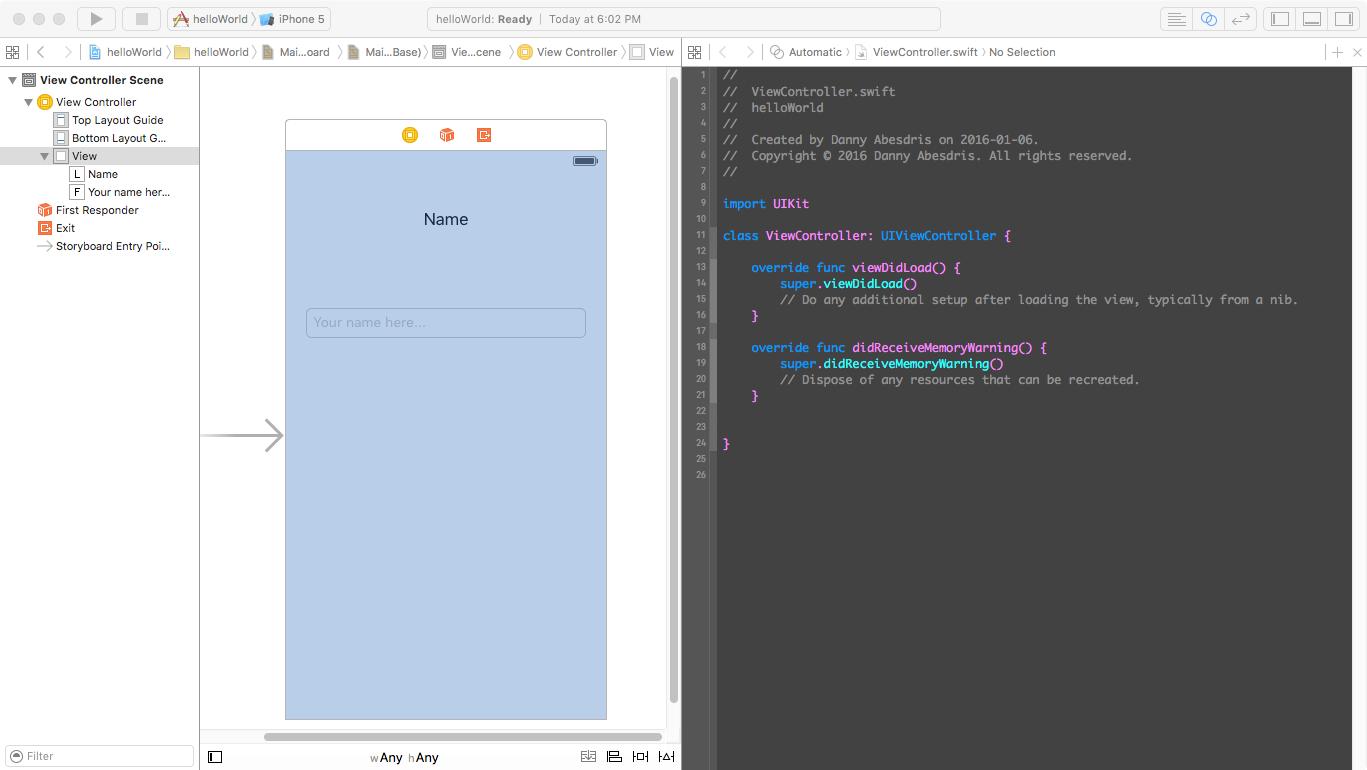 helloWorld iPhone 5
helloWorld: Ready | Today at 6:02 PM
helloWorld helloWorld Mai...oard Mai...Base) Vie...cene View Controller View
Automatic ViewController.swift No Selection
View Controller Scene
View Controller
Top Layout Guide
Bottom Layout G...
View
L Name
F Your name her...
First Responder
Exit
Storyboard Entry Poi...
Filter
Name
Your name here...
wAny hAny
1 //
2 //  ViewController.swift
3 //  helloWorld
4 //
5 //  Created by Danny Abesdris on 2016-01-06.
6 //  Copyright © 2016 Danny Abesdris. All rights reserved.
7 //
8
9 import UIKit
10
11 class ViewController: UIViewController {
12
13     override func viewDidLoad() {
14         super.viewDidLoad()
15         // Do any additional setup after loading the view, typically from a nib.
16     }
17
18     override func didReceiveMemoryWarning() {
19         super.didReceiveMemoryWarning()
20         // Dispose of any resources that can be recreated.
21     }
22
23
24 }
25
26